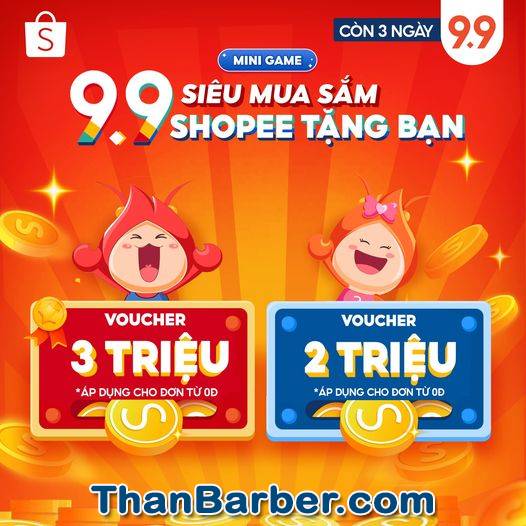 S
CÒN 3 NGÀY
9.9
MINI GAME
9.9 SIÊU MUA SẮM
SHOPEE TẶNG BẠN
VOUCHER
3 TRIỆU
*ÁP DỤNG CHO ĐƠN TỪ 0Đ
VOUCHER
2 TRIỆU
*ÁP DỤNG CHO ĐƠN TỪ 0Đ
ThanBarber.com